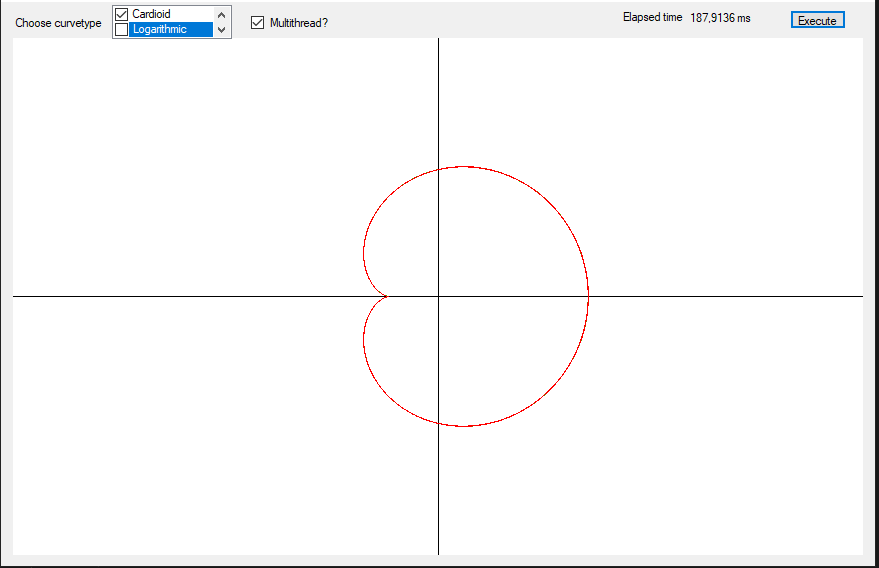 Choose curvetype
Cardioid
Logarithmic
Multithread?
Elapsed time 187,9136 ms
Execute